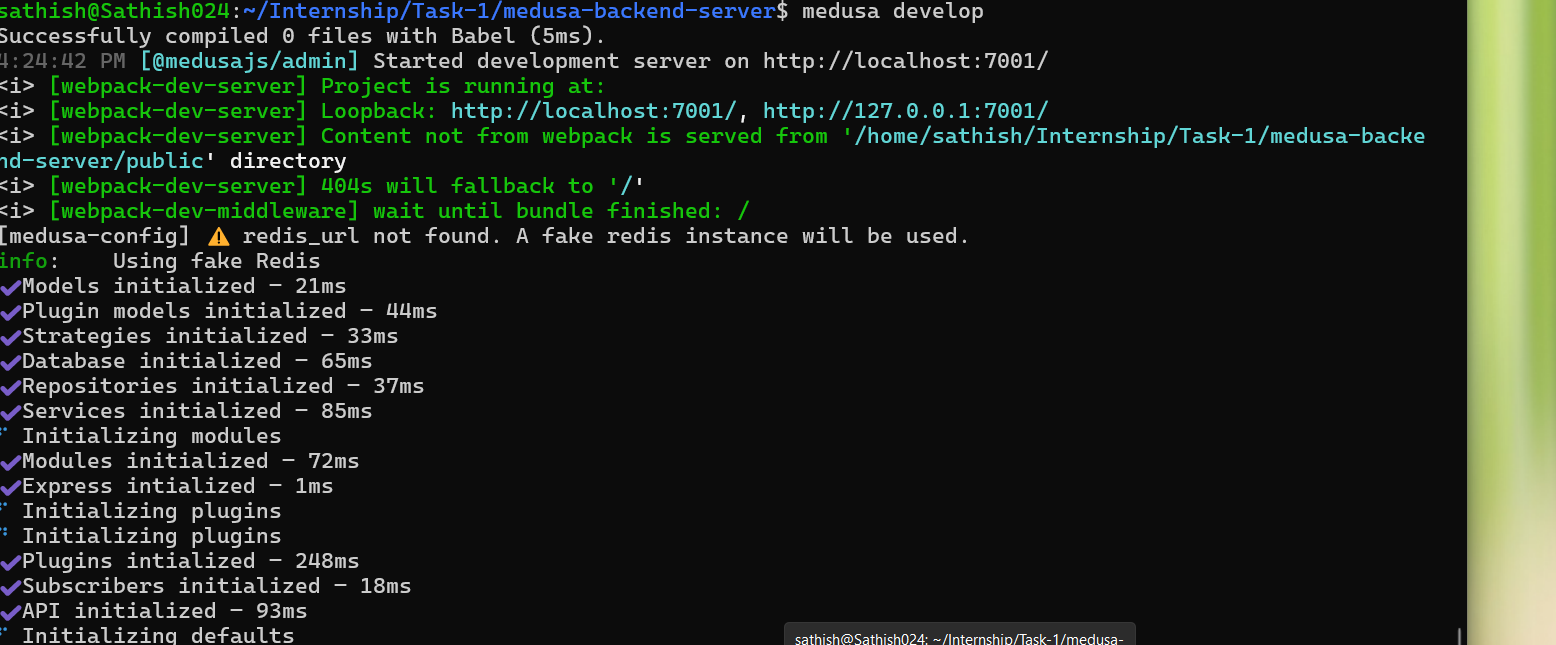 sathish@Sathish024:~/Internship/Task-1/medusa-backend-server$ medusa develop
Successfully compiled 0 files with Babel (5ms).
4:24:42 PM [@medusajs/admin] Started development server on http://localhost:7001/
<i> [webpack-dev-server] Project is running at:
<i> [webpack-dev-server] Loopback: http://localhost:7001/, http://127.0.0.1:7001/
<i> [webpack-dev-server] Content not from webpack is served from '/home/sathish/Internship/Task-1/medusa-backe
nd-server/public' directory
<i> [webpack-dev-server] 404s will fallback to '/'
<i> [webpack-dev-middleware] wait until bundle finished: /
[medusa-config] ⚠️ redis_url not found. A fake redis instance will be used.
info:    Using fake Redis
✔Models initialized – 21ms
✔Plugin models initialized – 44ms
✔Strategies initialized – 33ms
✔Database initialized – 65ms
✔Repositories initialized – 37ms
✔Services initialized – 85ms
Initializing modules
✔Modules initialized – 72ms
✔Express intialized – 1ms
Initializing plugins
Initializing plugins
✔Plugins intialized – 248ms
✔Subscribers initialized – 18ms
✔API initialized – 93ms
Initializing defaults
sathish@Sathish024: ~/Internship/Task-1/medusa-